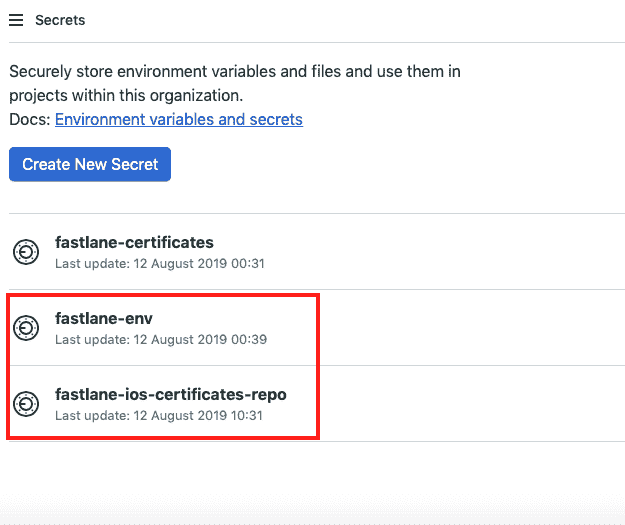 Secrets
Securely store environment variables and files and use them in
projects within this organization.
Docs: Environment variables and secrets
Create New Secret
fastlane-certificates
Last update: 12 August 2019 00:31
fastlane-env
Last update: 12 August 2019 00:39
fastlane-ios-certificates-repo
Last update: 12 August 2019 10:31